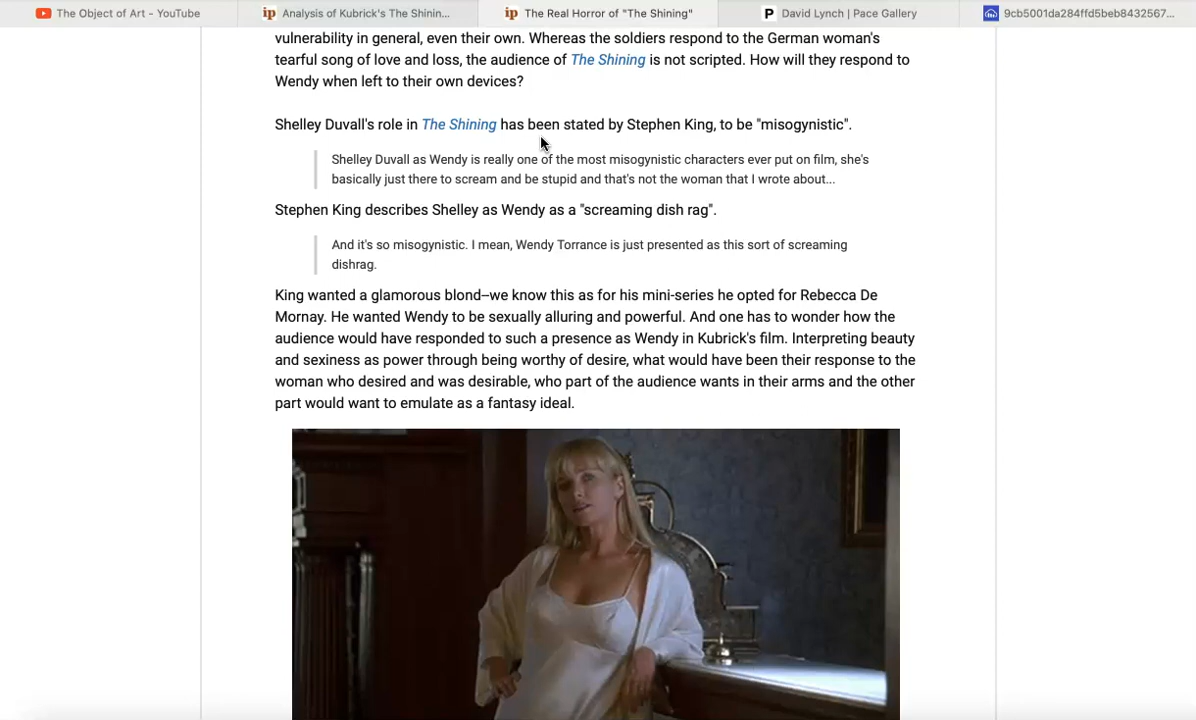 The Object of Art - YouTube
ip Analysis of Kubrick's The Shinin...
ip The Real Horror of "The Shining"
P David Lynch | Pace Gallery
9cb5001da284ffd5beb8432567...
vulnerability in general, even their own. Whereas the soldiers respond to the German woman's
tearful song of love and loss, the audience of The Shining is not scripted. How will they respond to
Wendy when left to their own devices?
Shelley Duvall's role in The Shining has been stated by Stephen King, to be "misogynistic".
Shelley Duvall as Wendy is really one of the most misogynistic characters ever put on film, she's
basically just there to scream and be stupid and that's not the woman that I wrote about...
Stephen King describes Shelley as Wendy as a "screaming dish rag".
And it's so misogynistic. I mean, Wendy Torrance is just presented as this sort of screaming
dishrag.
King wanted a glamorous blond--we know this as for his mini-series he opted for Rebecca De
Mornay. He wanted Wendy to be sexually alluring and powerful. And one has to wonder how the
audience would have responded to such a presence as Wendy in Kubrick's film. Interpreting beauty
and sexiness as power through being worthy of desire, what would have been their response to the
woman who desired and was desirable, who part of the audience wants in their arms and the other
part would want to emulate as a fantasy ideal.